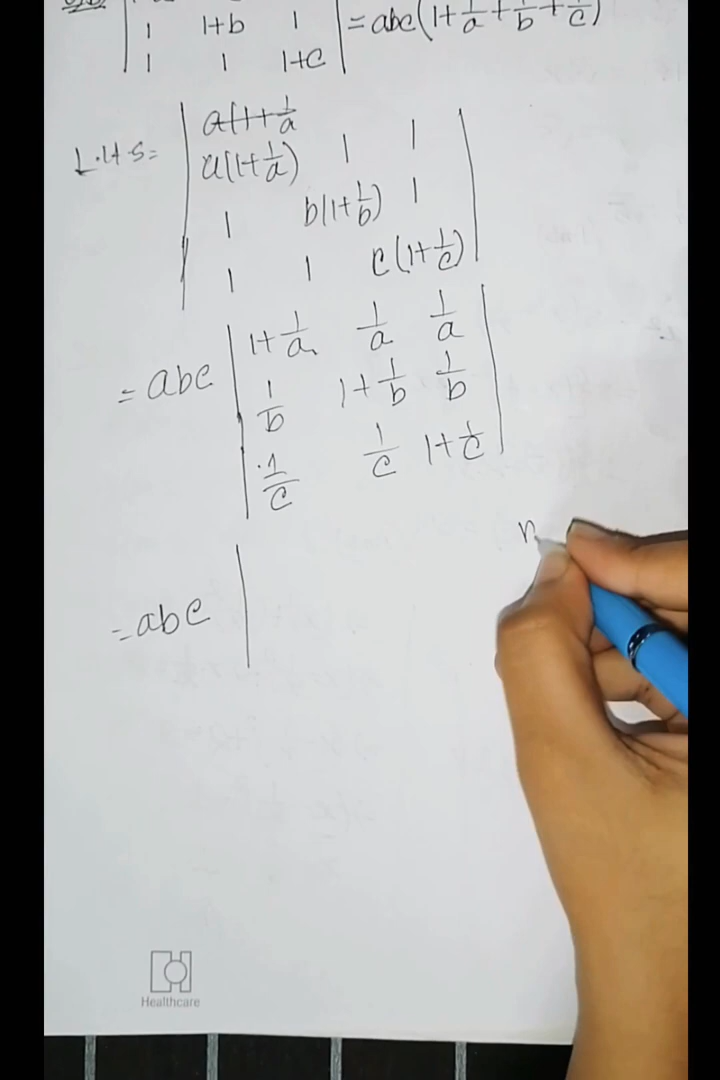 1 1+b 1 = abc(1+1/a+1/b+1/c)
1 1 1+c
a(1+1/a
L.H.S= a(1+1/a) 1 1
1 b(1+1/b) 1
1 1 c(1+1/c)
= abc | 1+1/a 1/a 1/a |
1/b 1+1/b 1/b
1/c 1/c 1+1/c
= abc |
Healthcare